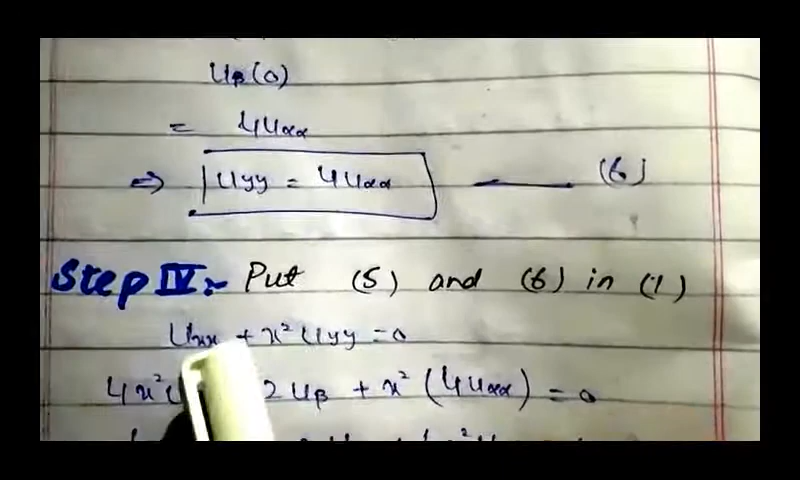 uβ(0)
= 4uαα
⇒ uyy = 4uαα —— (6)
Step IV:- Put (5) and (6) in (1)
uxx + x² uyy = 0
4x² 2uβ + x² (4uαα) = 0